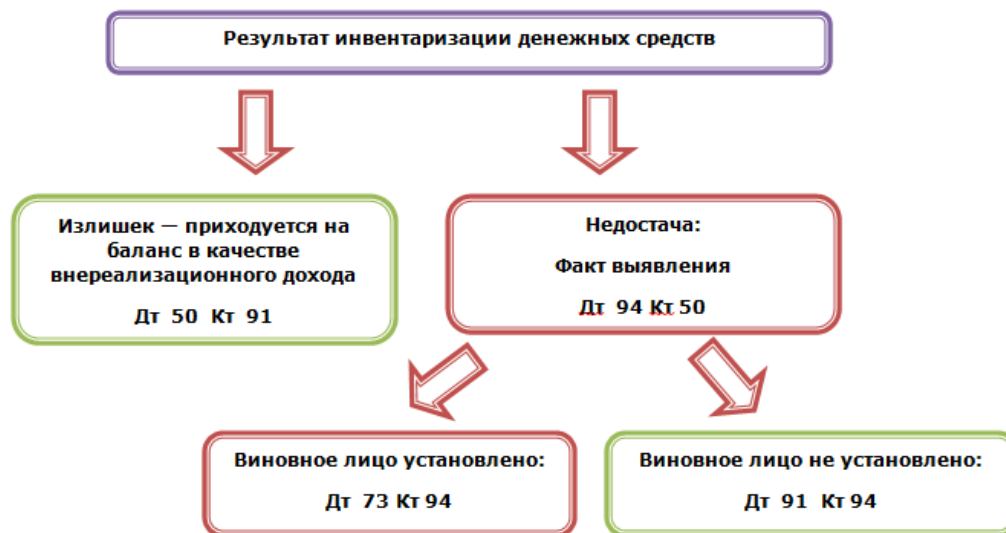 Результат инвентаризации денежных средств
Излишек — приходуется на
баланс в качестве
внереализационного дохода
Дт 50 Кт 91
Недостача:
Факт выявления
Дт 94 Кт 50
Виновное лицо установлено:
Дт 73 Кт 94
Виновное лицо не установлено:
Дт 91 Кт 94